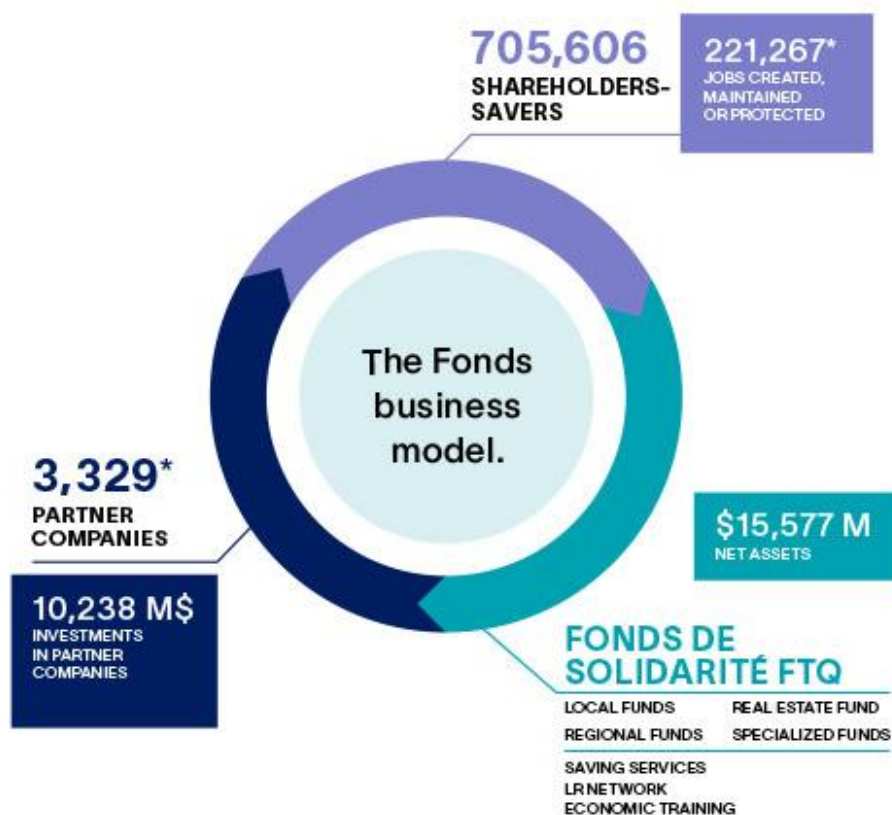 705,606
SHAREHOLDERS-
SAVERS
221,267*
JOBS CREATED,
MAINTAINED
OR PROTECTED
The Fonds
business
model.
3,329*
PARTNER
COMPANIES
10,238 M$
INVESTMENTS
IN PARTNER
COMPANIES
$15,577 M
NET ASSETS
FONDS DE
SOLIDARITÉ FTQ
LOCAL FUNDS REAL ESTATE FUND
REGIONAL FUNDS SPECIALIZED FUNDS
SAVING SERVICES
LR NETWORK
ECONOMIC TRAINING